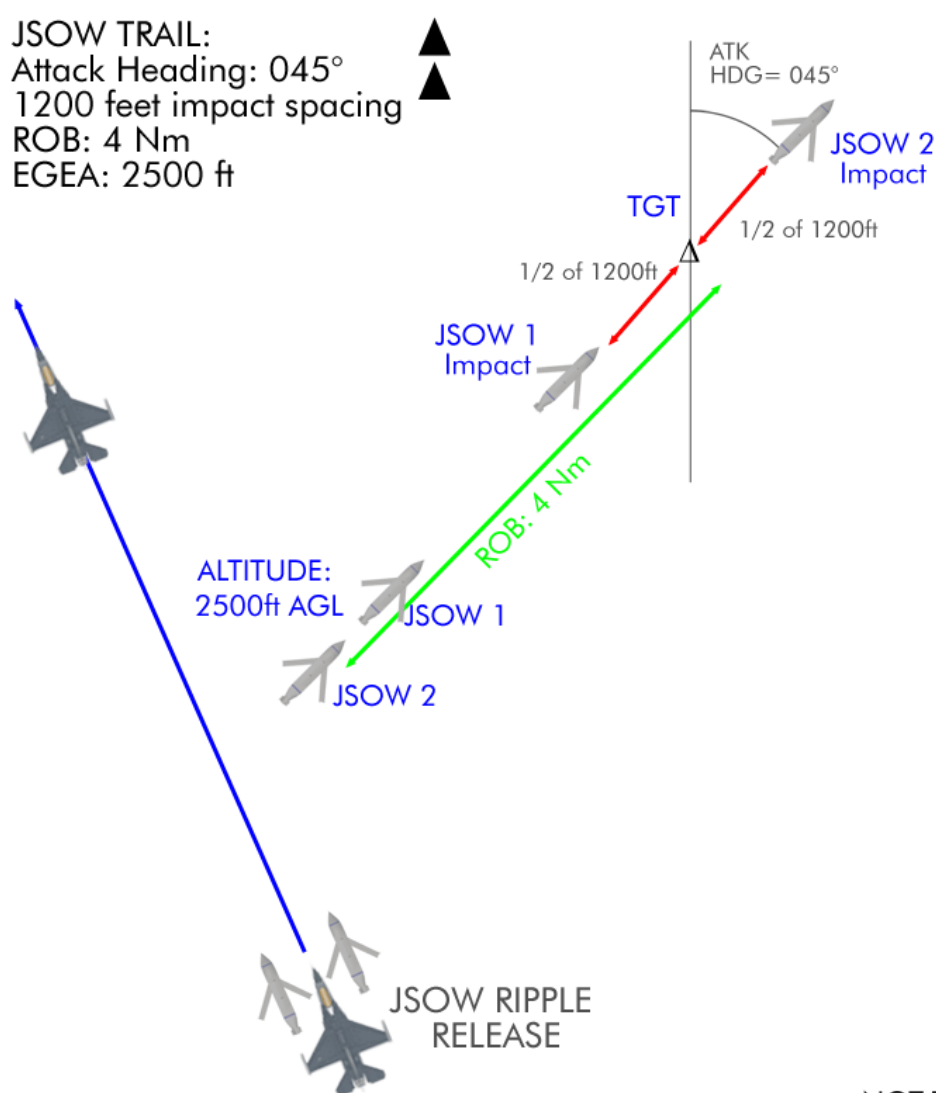 JSOW TRAIL:
Attack Heading: 045°
1200 feet impact spacing
ROB: 4 Nm
EGEA: 2500 ft
ATK
HDG= 045°
JSOW 2
Impact
TGT
1/2 of 1200ft
1/2 of 1200ft
JSOW 1
Impact
ROB: 4 Nm
ALTITUDE:
2500ft AGL
JSOW 1
JSOW 2
JSOW RIPPLE
RELEASE